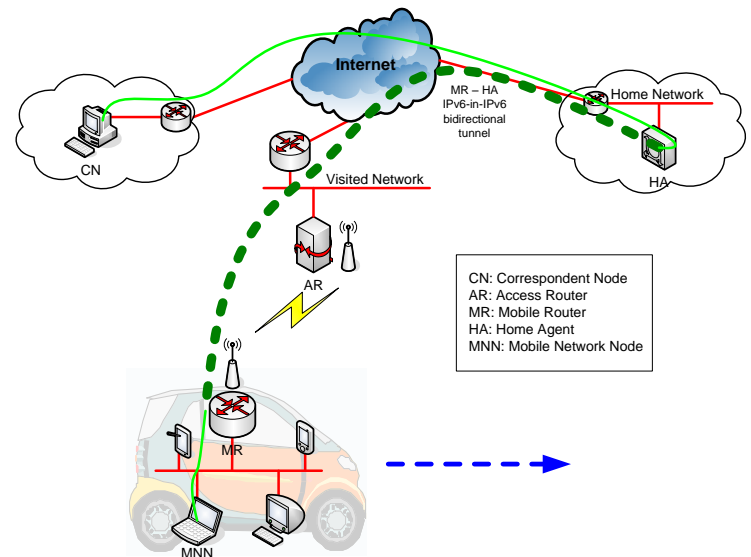 Internet
MR – HA
IPv6-in-IPv6
bidirectional
tunnel
Home Network
CN
HA
Visited Network
AR
CN: Correspondent Node
AR: Access Router
MR: Mobile Router
HA: Home Agent
MNN: Mobile Network Node
MR
MNN